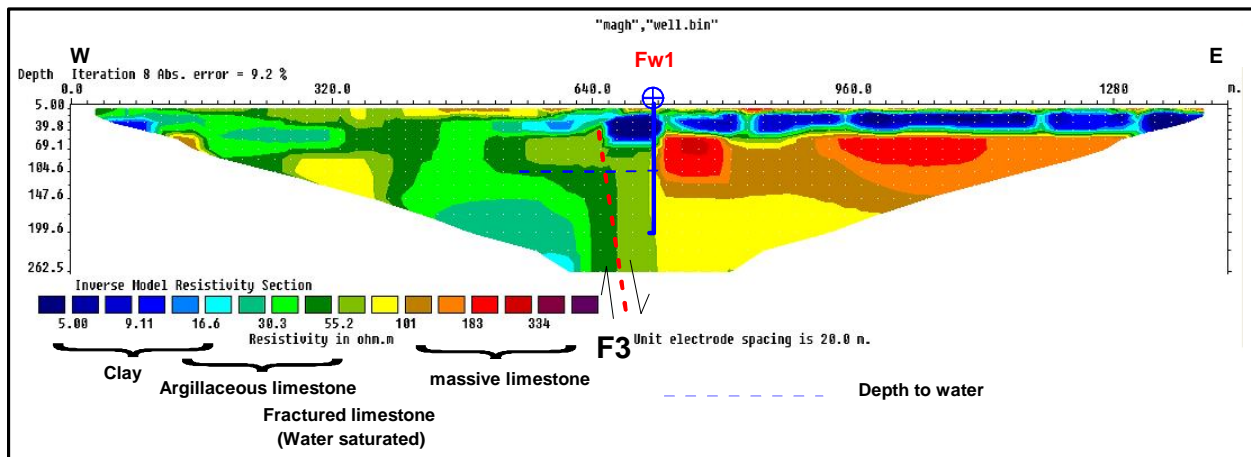 "magh","well.bin"
W
Fw1
E
Depth Iteration 8 Abs. error = 9.2 %
0.0 320.0 640.0 960.0 1280 m.
5.00
39.8
69.1
104.6
147.6
199.6
262.5
Inverse Model Resistivity Section
5.00 9.11 16.6 30.3 55.2 101 183 334
Resistivity in ohm.m
F3
Unit electrode spacing is 20.0 m.
Clay
Argillaceous limestone
massive limestone
Depth to water
Fractured limestone
(Water saturated)